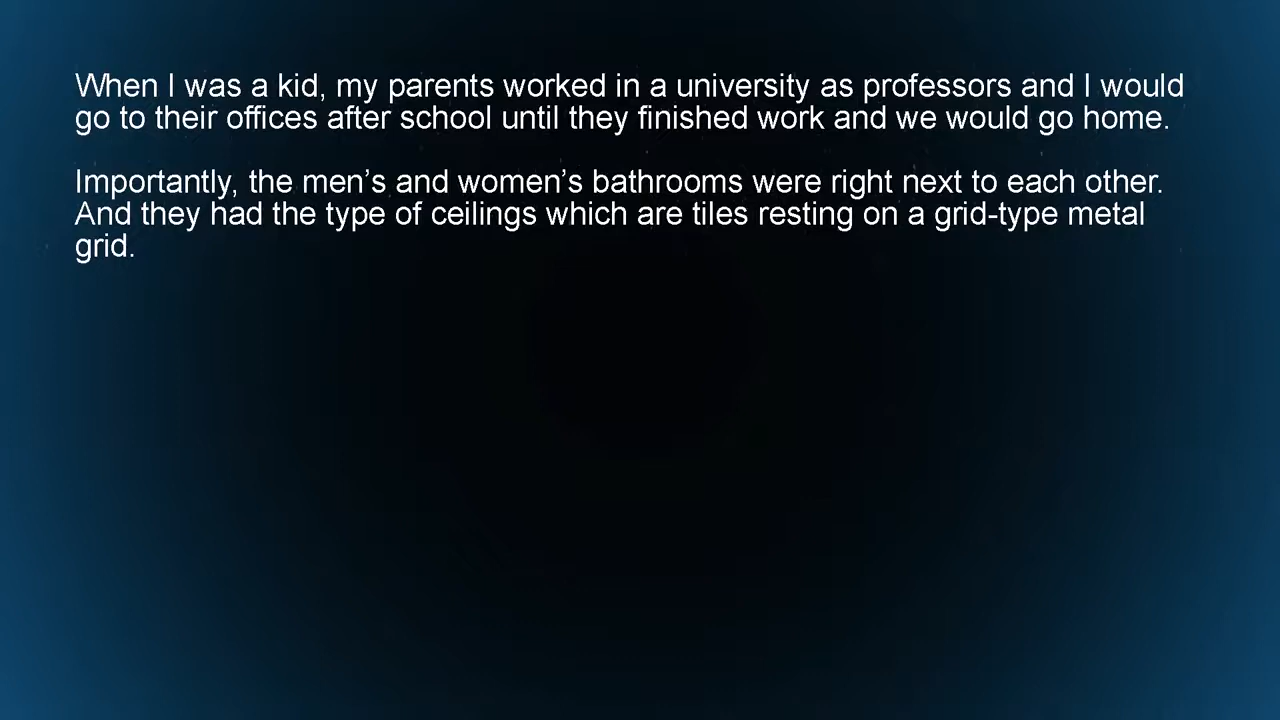 When I was a kid, my parents worked in a university as professors and I would
go to their offices after school until they finished work and we would go home.
Importantly, the men’s and women’s bathrooms were right next to each other.
And they had the type of ceilings which are tiles resting on a grid-type metal
grid.